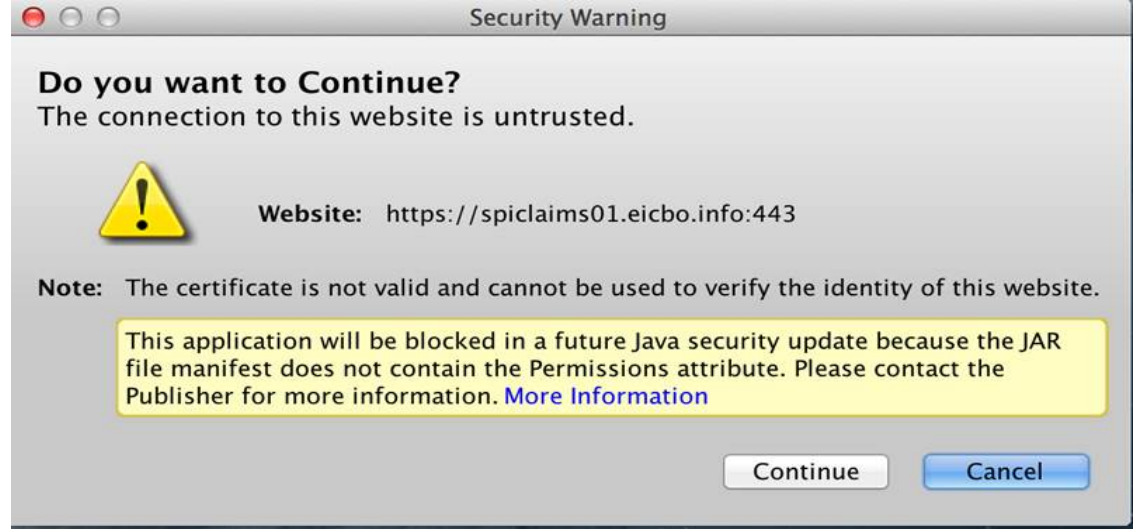 Security Warning
Do you want to Continue?
The connection to this website is untrusted.
Website: https://spiclaims01.eicbo.info:443
Note: The certificate is not valid and cannot be used to verify the identity of this website.
This application will be blocked in a future Java security update because the JAR
file manifest does not contain the Permissions attribute. Please contact the
Publisher for more information. More Information
Continue Cancel